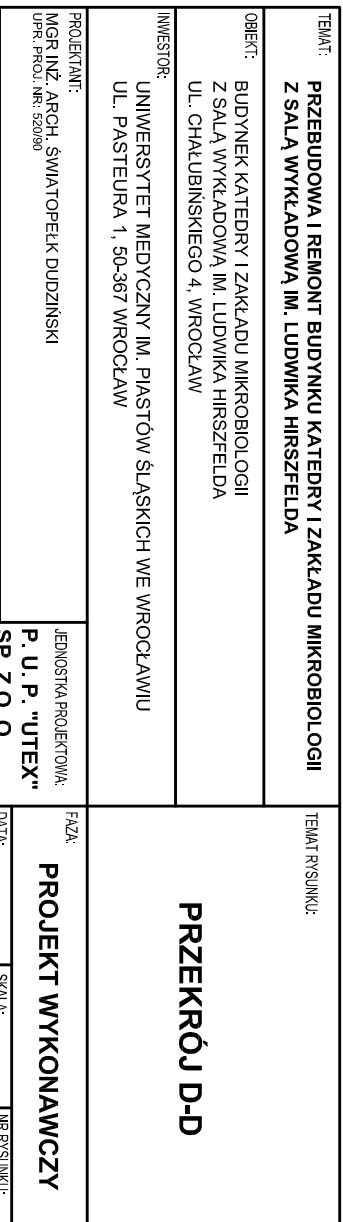 TEMAT:
PRZEBUDOWA I REMONT BUDYNKU KATEDRY I ZAKŁADU MIKROBIOLOGII
Z SALĄ WYKŁADOWĄ IM. LUDWIKA HIRSZFELDA
OBIEKT:
BUDYNEK KATEDRY I ZAKŁADU MIKROBIOLOGII
Z SALĄ WYKŁADOWĄ IM. LUDWIKA HIRSZFELDA
UL. CHAŁUBIŃSKIEGO 4, WROCŁAW
INWESTOR:
UNIWERSYTET MEDYCZNY IM. PIASTÓW ŚLĄSKICH WE WROCŁAWIU
UL. PASTEURA 1, 50-367 WROCŁAW
TEMAT RYSUNKU:
PRZEKRÓJ D-D
PROJEKTANT:
MGR INŻ. ARCH. ŚWIATOPEŁK DUDZIŃSKI
UPR. PROJ. NR: 520/90
JEDNOSTKA PROJEKTOWA:
P. U. P. "UTEX"
SP. Z O. O.
FAZA:
PROJEKT WYKONAWCZY
DATA:
SKALA:
NR RYSUNKU: